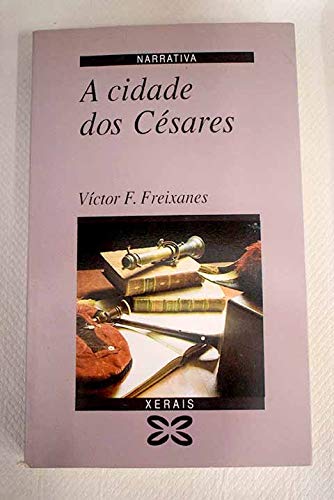 NARRATIVA
A cidade
dos Césares
Víctor F. Freixanes
XERAIS